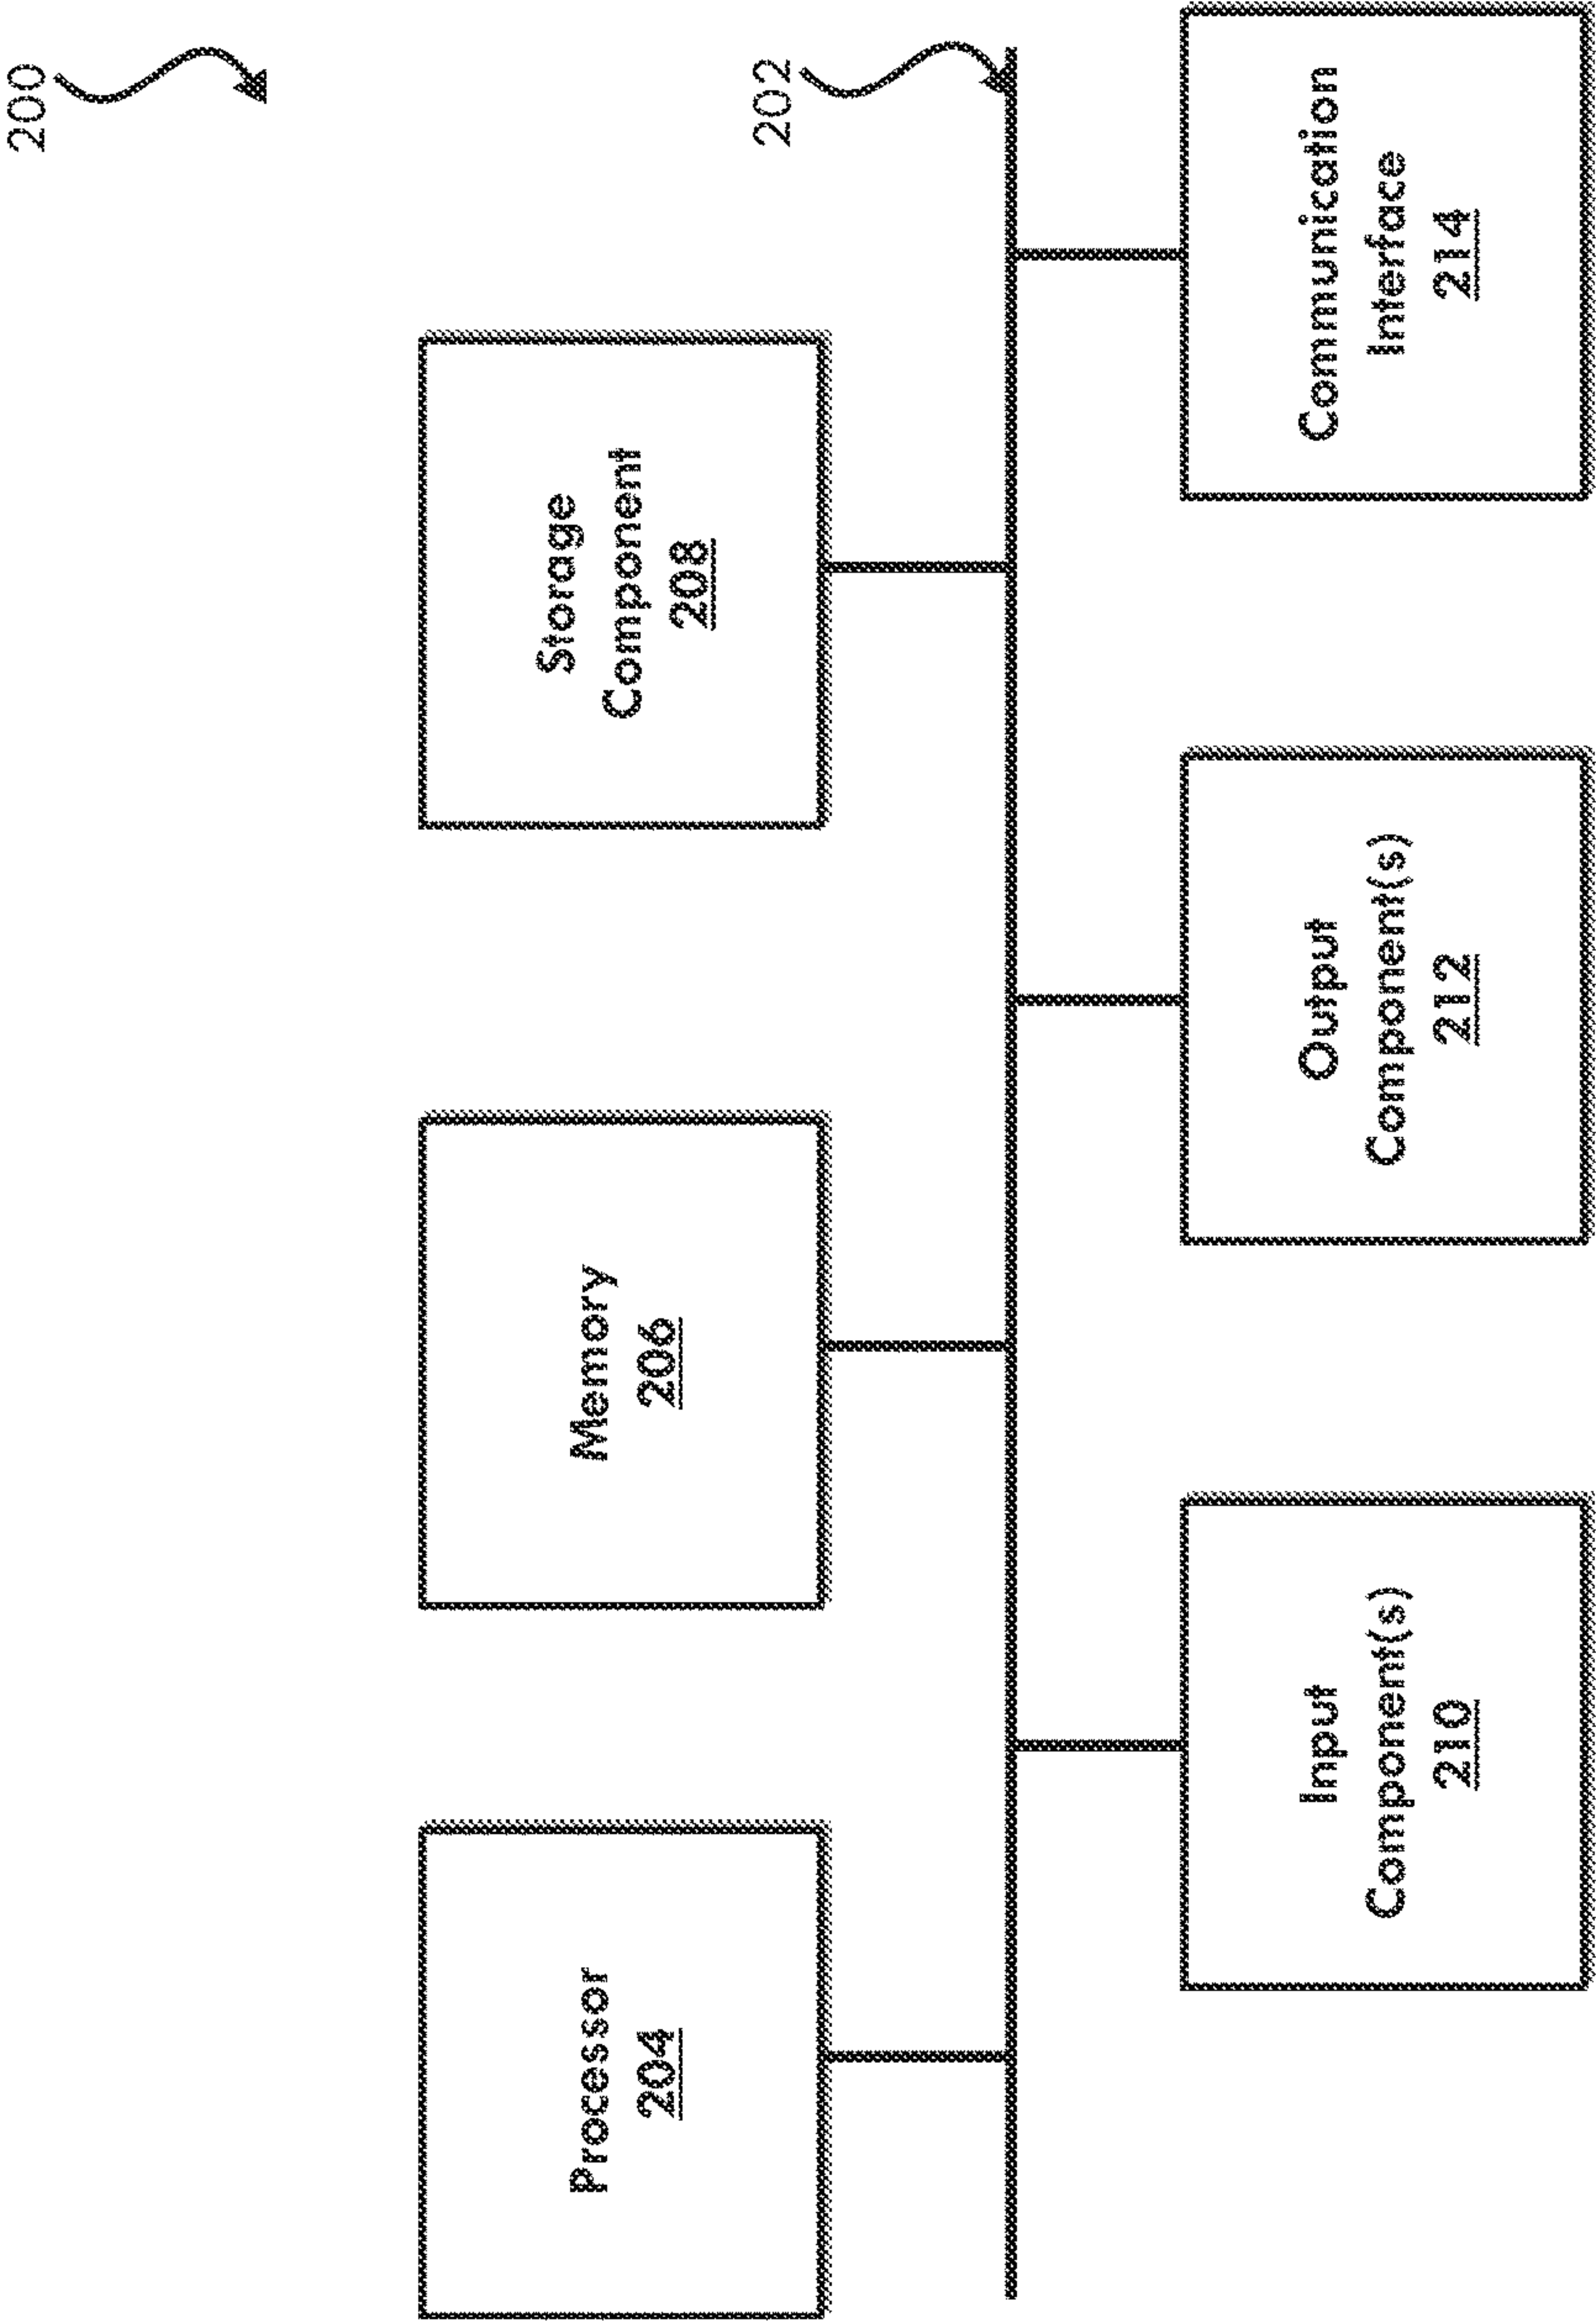 200
Processor
204
Memory
206
Storage
Component
208
202
Input
Component(s)
210
Output
Component(s)
212
Communication
Interface
214